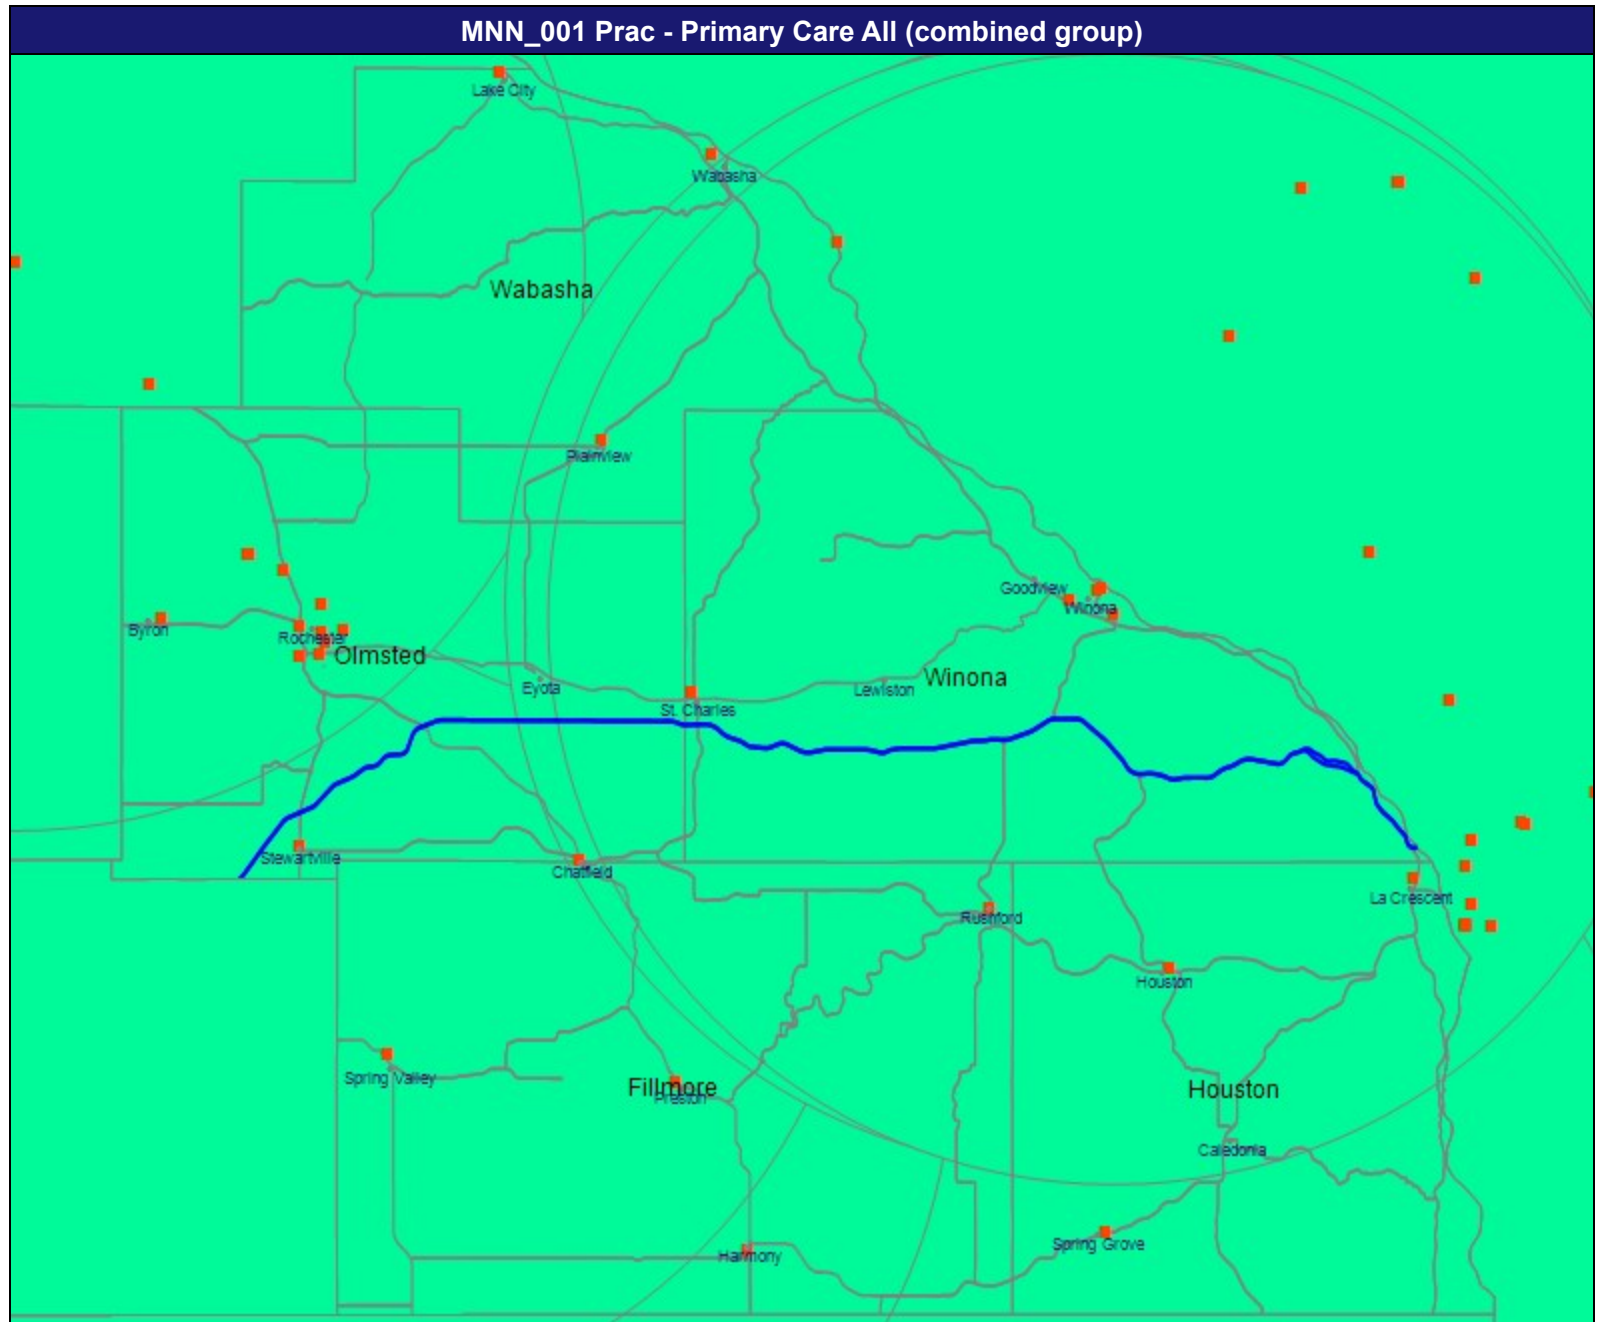 MNN_001 Prac - Primary Care All (combined group)
Lake City
Wabasha
Wabasha
Plainview
Goodview
Winona
Byron
Rochester
Olmsted
Eyota
St. Charles
Lewiston
Winona
Stewartville
Chatfield
La Crescent
Rushford
Houston
Spring Valley
Fillmore
Preston
Houston
Caledonia
Harmony
Spring Grove